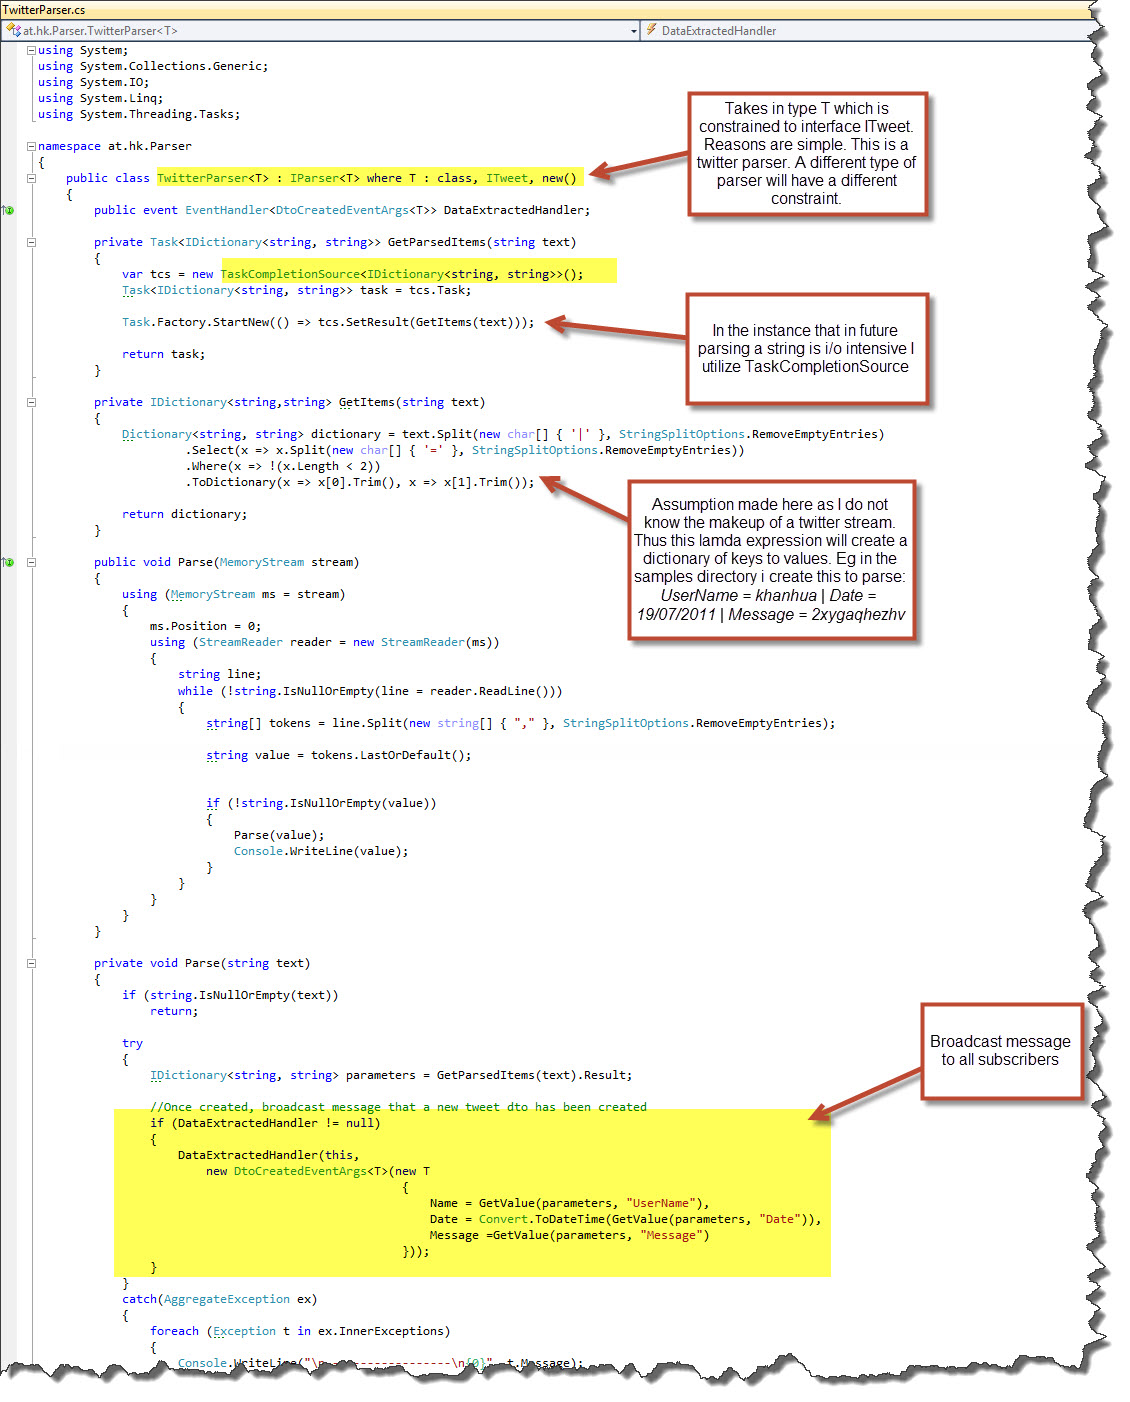 TwitterParser.cs
at.hk.Parser.TwitterParser<T>
DataExtractedHandler
using System;
using System.Collections.Generic;
using System.IO;
using System.Linq;
using System.Threading.Tasks;
namespace at.hk.Parser
{
public class TwitterParser<T> : IParser<T> where T : class, ITweet, new()
{
public event EventHandler<DtoCreatedEventArgs<T>> DataExtractedHandler;
Takes in type T which is
constrained to interface ITweet.
Reasons are simple. This is a
twitter parser. A different type of
parser will have a different
constraint.
private Task<IDictionary<string, string>> GetParsedItems(string text)
{
var tcs = new TaskCompletionSource<IDictionary<string, string>>();
Task<IDictionary<string, string>> task = tcs.Task;
Task.Factory.StartNew(() => tcs.SetResult(GetItems(text)));
return task;
}
In the instance that in future
parsing a string is i/o intensive I
utilize TaskCompletionSource
private IDictionary<string,string> GetItems(string text)
{
Dictionary<string, string> dictionary = text.Split(new char[] { '|' }, StringSplitOptions.RemoveEmptyEntries)
.Select(x => x.Split(new char[] { '=' }, StringSplitOptions.RemoveEmptyEntries))
.Where(x => !(x.Length < 2))
.ToDictionary(x => x[0].Trim(), x => x[1].Trim());
return dictionary;
}
Assumption made here as I do not
know the makeup of a twitter stream.
Thus this lamda expression will create a
dictionary of keys to values. Eg in the
samples directory i create this to parse:
UserName = khanhua | Date =
19/07/2011 | Message = 2xygaqhezhv
public void Parse(MemoryStream stream)
{
using (MemoryStream ms = stream)
{
ms.Position = 0;
using (StreamReader reader = new StreamReader(ms))
{
string line;
while (!string.IsNullOrEmpty(line = reader.ReadLine()))
{
string[] tokens = line.Split(new string[] { "," }, StringSplitOptions.RemoveEmptyEntries);
string value = tokens.LastOrDefault();
if (!string.IsNullOrEmpty(value))
{
Parse(value);
Console.WriteLine(value);
}
}
}
}
}
private void Parse(string text)
{
if (string.IsNullOrEmpty(text))
return;
try
{
IDictionary<string, string> parameters = GetParsedItems(text).Result;
//Once created, broadcast message that a new tweet dto has been created
if (DataExtractedHandler != null)
{
DataExtractedHandler(this,
new DtoCreatedEventArgs<T>(new T
{
Name = GetValue(parameters, "UserName"),
Date = Convert.ToDateTime(GetValue(parameters, "Date")),
Message =GetValue(parameters, "Message")
}));
}
}
Broadcast message
to all subscribers
catch(AggregateException ex)
{
foreach (Exception t in ex.InnerExceptions)
{
Console.WriteLine("\n------------------\n{0}", t.Message);